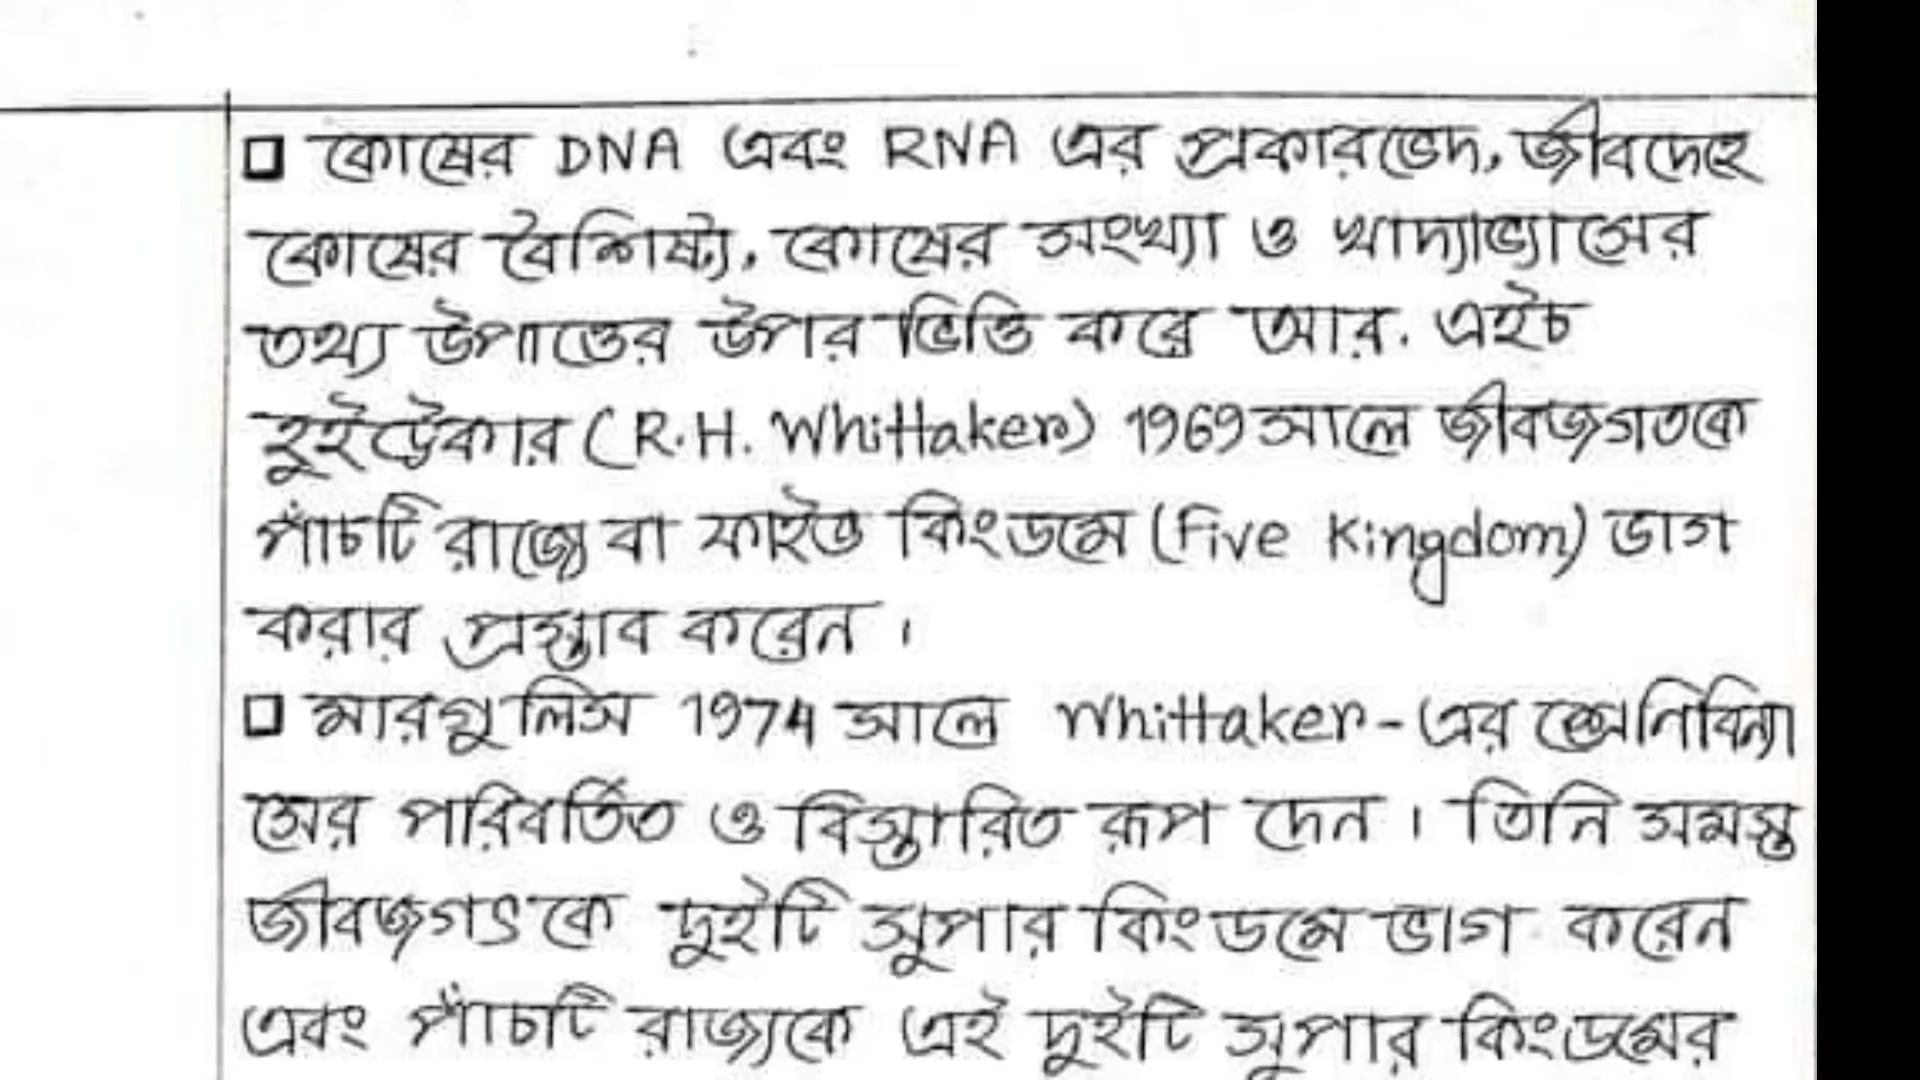 □ কোষের DNA এবং RNA এর প্রকারভেদ, জীবদেহে
কোষের বৈশিষ্ট্য, কোষের সংখ্যা ও খাদ্যাভ্যাসের
তথ্য উপাত্তের উপর ভিত্তি করে আর. এইচ
হুইট্টেকার (R.H. Whittaker) 1969 সালে জীবজগতকে
পাঁচটি রাজ্যে বা ফাইভ কিংডমে (Five Kingdom) ভাগ
করার প্রস্তাব করেন।
□ মারগুলিস 1974 সালে Whittaker-এর শ্রেণিবিন্যা
সের পরিবর্তিত ও বিস্তারিত রূপ দেন। তিনি সমস্ত
জীবজগৎকে দুইটি সুপার কিংডমে ভাগ করেন
এবং পাঁচটি রাজ্যকে এই দুইটি সুপার কিংডমের